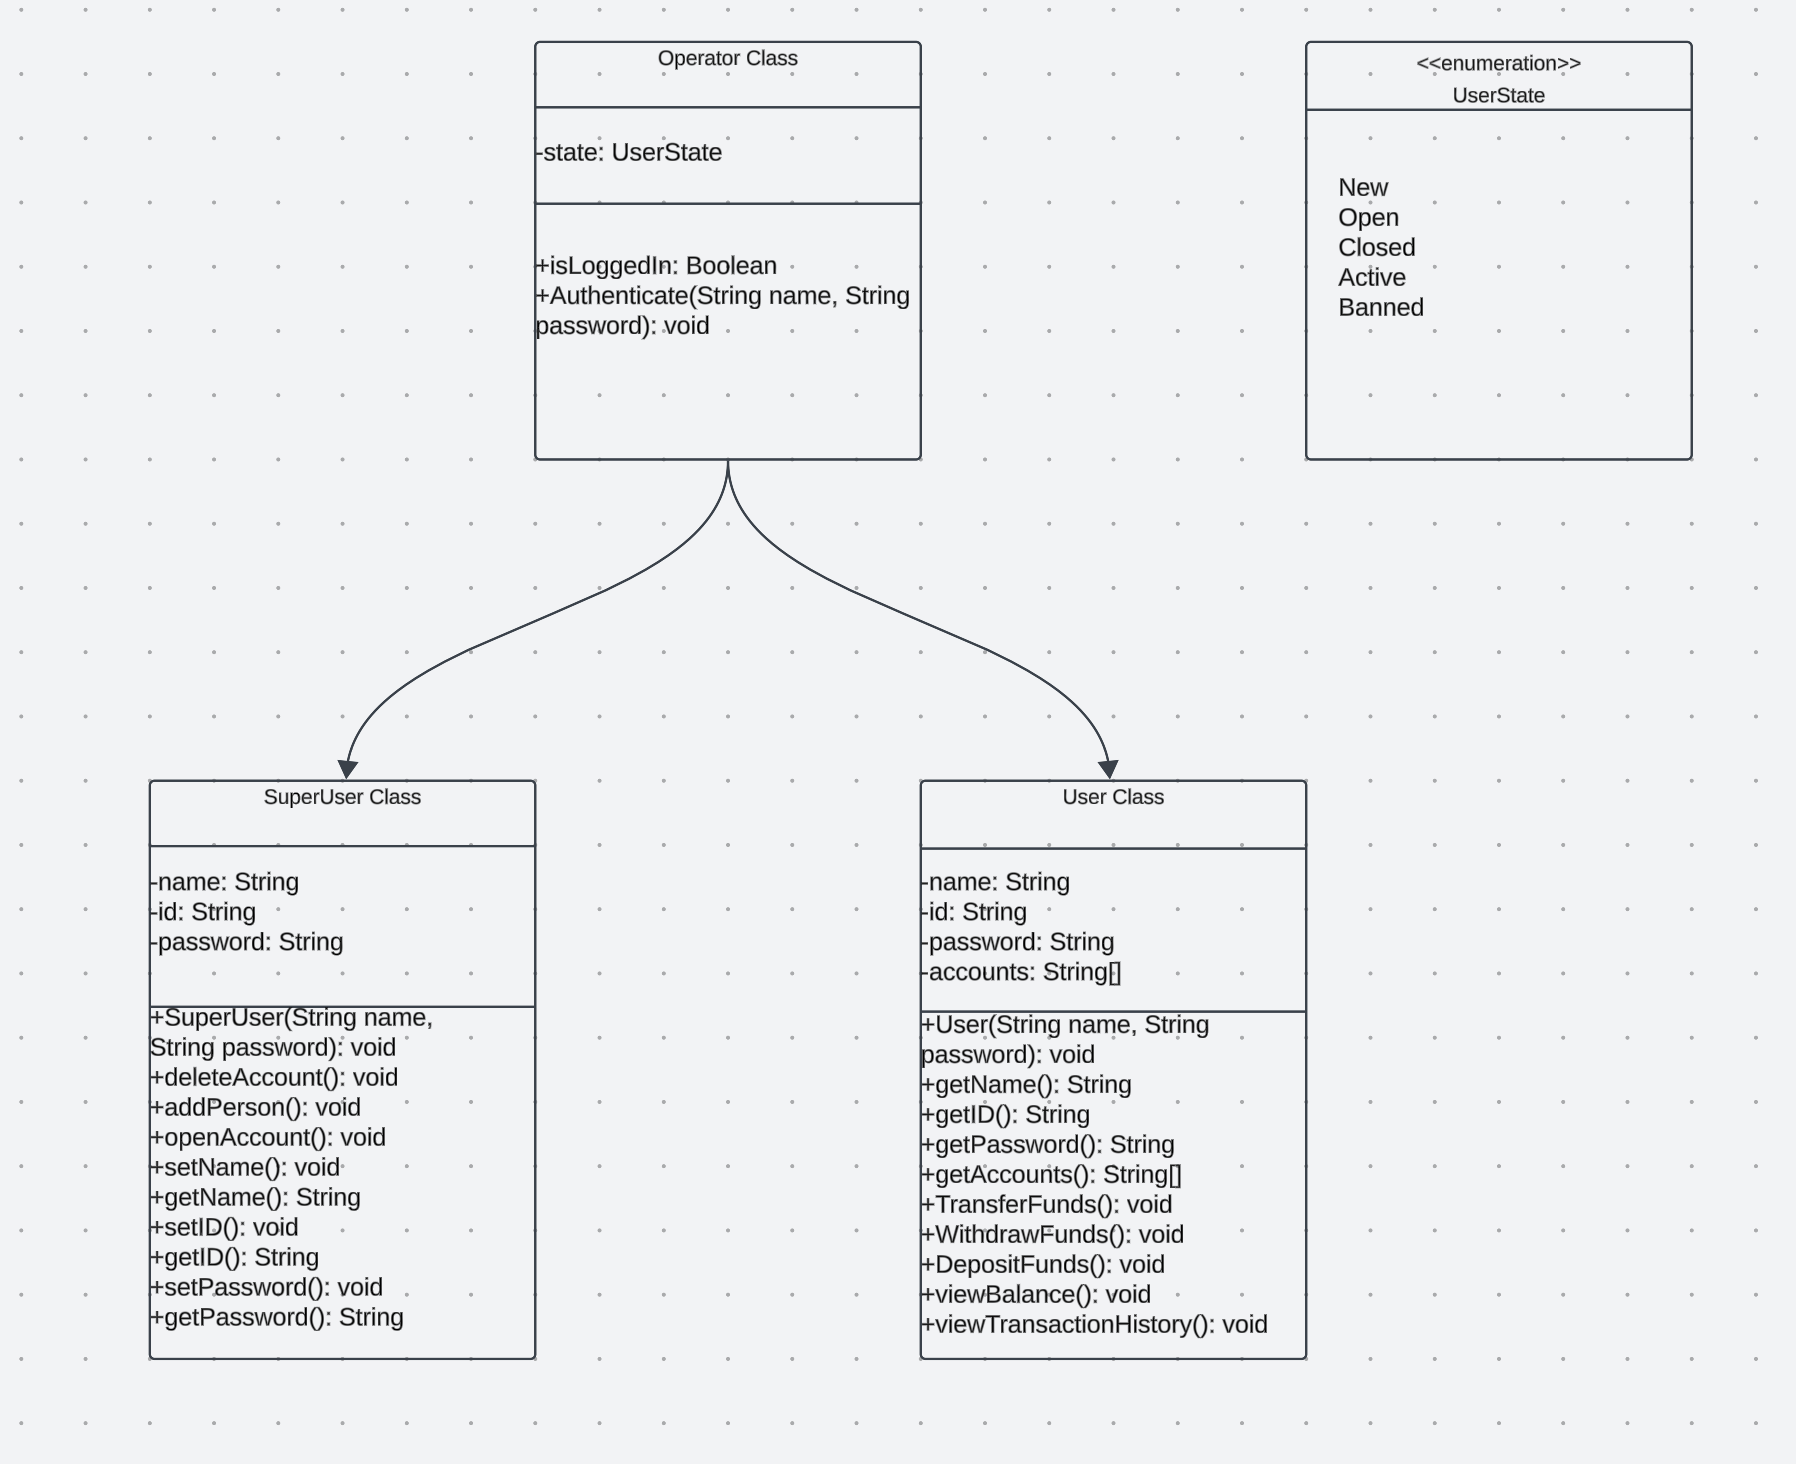 Operator Class
-state: UserState
+isLoggedIn: Boolean
+Authenticate(String name, String
password): void
<<enumeration>>
UserState
New
Open
Closed
Active
Banned
SuperUser Class
-name: String
-id: String
-password: String
+SuperUser(String name,
String password): void
+deleteAccount(): void
+addPerson(): void
+openAccount(): void
+setName(): void
+getName(): String
+setID(): void
+getID(): String
+setPassword(): void
+getPassword(): String
User Class
-name: String
-id: String
-password: String
-accounts: String[]
+User(String name, String
password): void
+getName(): String
+getID(): String
+getPassword(): String
+getAccounts(): String[]
+TransferFunds(): void
+WithdrawFunds(): void
+DepositFunds(): void
+viewBalance(): void
+viewTransactionHistory(): void